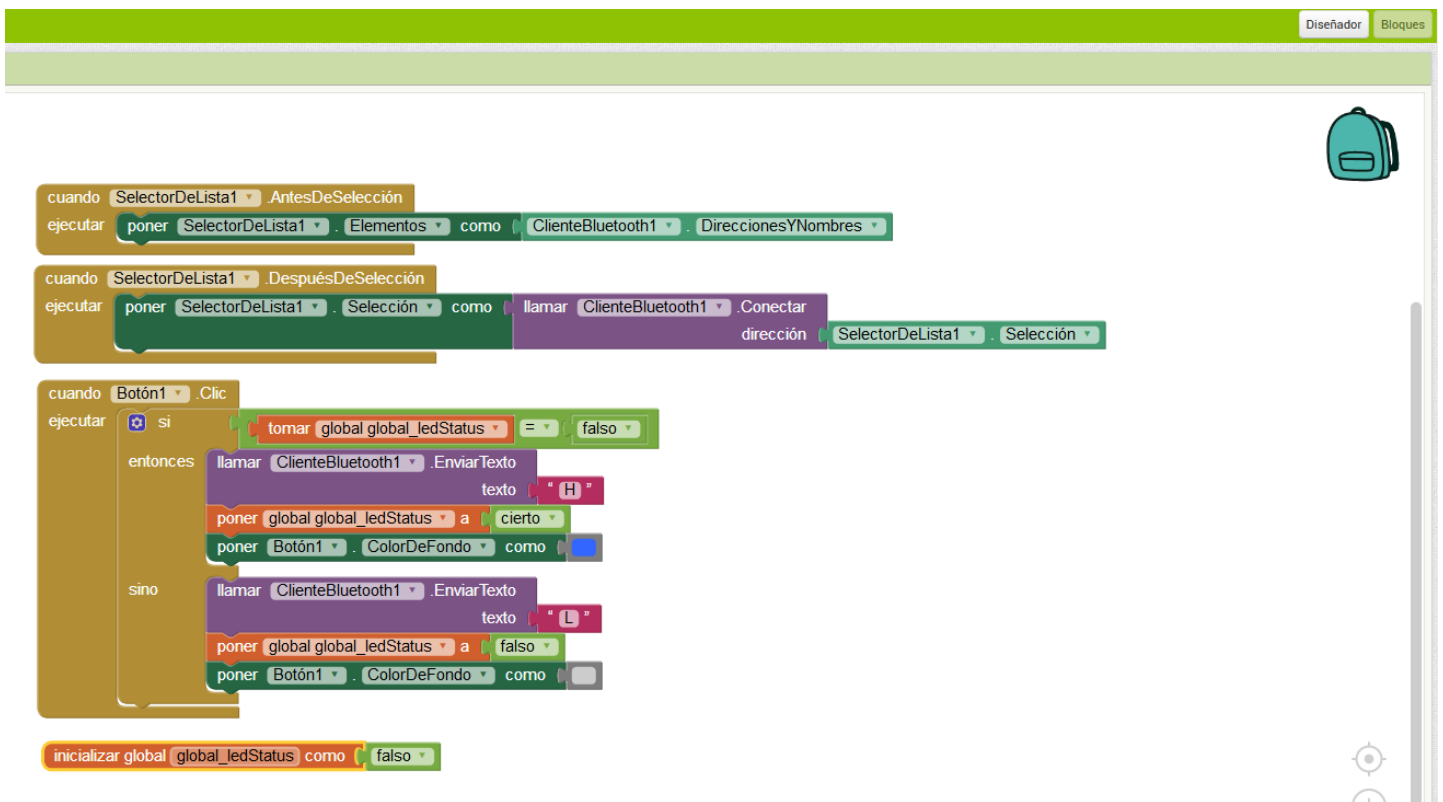 Diseñador Bloques
cuando SelectorDeLista1 .AntesDeSelección
ejecutar poner SelectorDeLista1 . Elementos como ClienteBluetooth1 . DireccionesYNombres
cuando SelectorDeLista1 .DespuésDeSelección
ejecutar poner SelectorDeLista1 . Selección como llamar ClienteBluetooth1 .Conectar
dirección SelectorDeLista1 . Selección
cuando Botón1 .Clic
ejecutar si tomar global global_ledStatus = falso
entonces llamar ClienteBluetooth1 .EnviarTexto
texto " H "
poner global global_ledStatus a cierto
poner Botón1 . ColorDeFondo como
sino llamar ClienteBluetooth1 .EnviarTexto
texto " L "
poner global global_ledStatus a falso
poner Botón1 . ColorDeFondo como
inicializar global global_ledStatus como falso